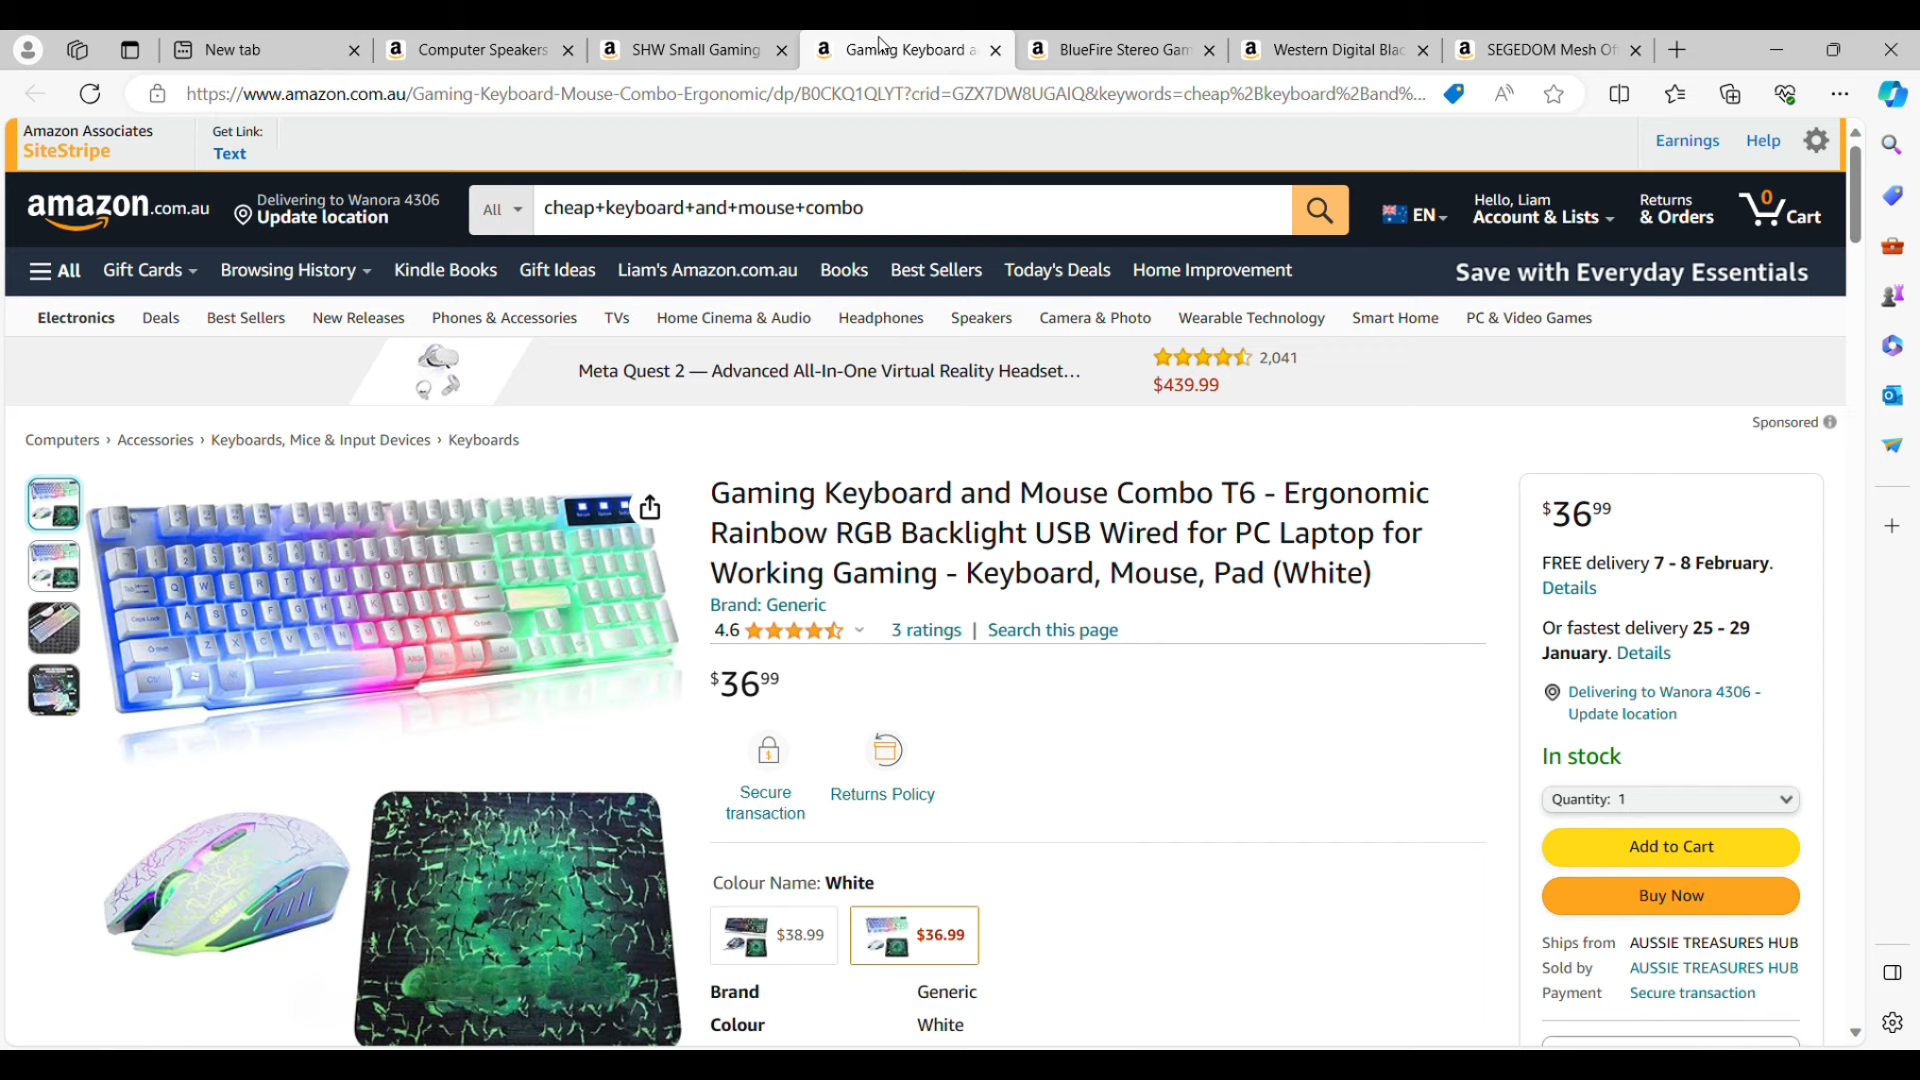 New tab
Computer Speakers
SHW Small Gaming
Gaming Keyboard a
BlueFire Stereo Gam
Western Digital Blac
SEGEDOM Mesh Of
https://www.amazon.com.au/Gaming-Keyboard-Mouse-Combo-Ergonomic/dp/B0CKQ1QLYT?crid=GZX7DW8UGAIQ&keywords=cheap%2Bkeyboard%2Band%...
Amazon Associates
SiteStripe
Get Link:
Text
Earnings
Help
amazon.com.au
Delivering to Wanora 4306
Update location
All
cheap+keyboard+and+mouse+combo
EN
Hello, Liam
Account & Lists
Returns
& Orders
0
Cart
All
Gift Cards
Browsing History
Kindle Books
Gift Ideas
Liam's Amazon.com.au
Books
Best Sellers
Today's Deals
Home Improvement
Save with Everyday Essentials
Electronics
Deals
Best Sellers
New Releases
Phones & Accessories
TVs
Home Cinema & Audio
Headphones
Speakers
Camera & Photo
Wearable Technology
Smart Home
PC & Video Games
Meta Quest 2 — Advanced All-In-One Virtual Reality Headset...
2,041
$439.99
Sponsored
Computers › Accessories › Keyboards, Mice & Input Devices › Keyboards
Gaming Keyboard and Mouse Combo T6 - Ergonomic
Rainbow RGB Backlight USB Wired for PC Laptop for
Working Gaming - Keyboard, Mouse, Pad (White)
Brand: Generic
4.6
3 ratings | Search this page
$36 99
Secure
transaction
Returns Policy
Colour Name: White
$38.99
$36.99
Brand Generic
Colour White
$36 99
FREE delivery 7 - 8 February.
Details
Or fastest delivery 25 - 29
January. Details
Delivering to Wanora 4306 -
Update location
In stock
Quantity: 1
Add to Cart
Buy Now
Ships from AUSSIE TREASURES HUB
Sold by AUSSIE TREASURES HUB
Payment Secure transaction